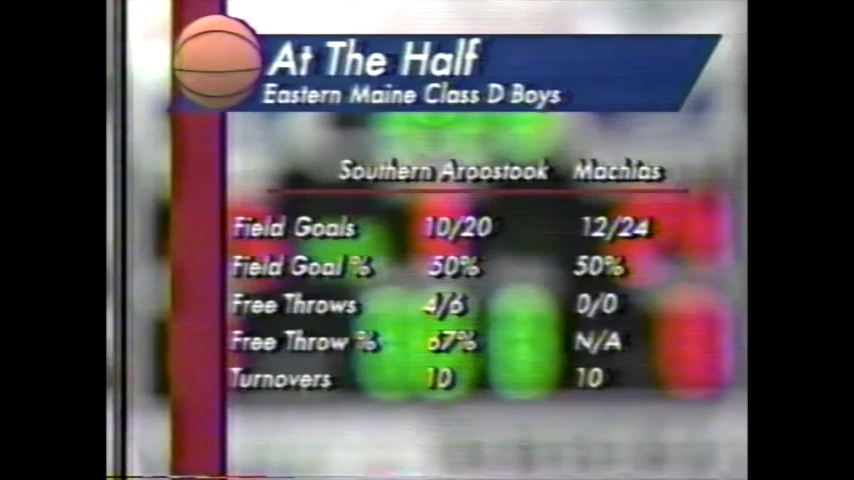 At The Half
Eastern Maine Class D Boys
Southern Aroostook Machias
Field Goals 10/20 12/24
Field Goal % 50% 50%
Free Throws 4/6 0/0
Free Throw % 67% N/A
Turnovers 10 10